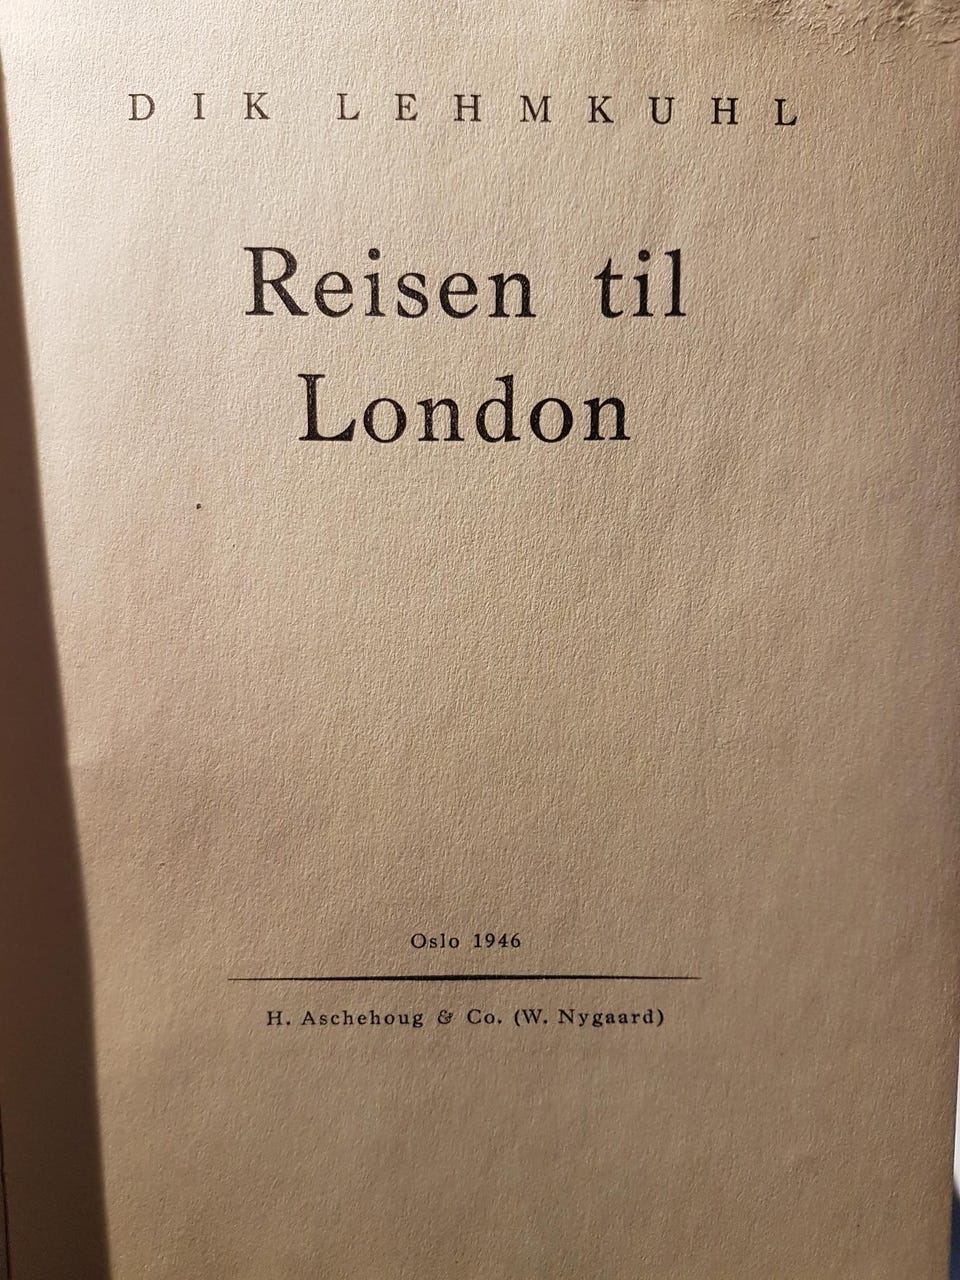 DIK LEHMKUHL
Reisen til
London
Oslo 1946
H. Aschehoug & Co. (W. Nygaard)